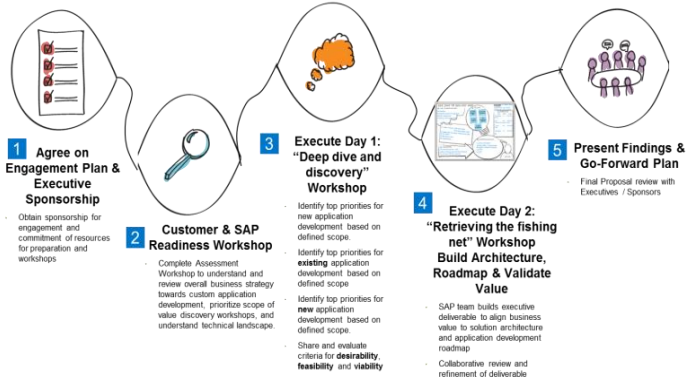 1
Agree on
Engagement Plan &
Executive
Sponsorship
Obtain sponsorship for
engagement and
commitment of resources
for preparation and
workshops
2
Customer & SAP
Readiness Workshop
Complete Assessment
Workshop to understand and
review overall business strategy
towards custom application
development, prioritize scope of
value discovery workshops, and
understand technical landscape.
3
Execute Day 1:
“Deep dive and
discovery”
Workshop
Identify top priorities for
new application
development based on
defined scope.
Identify top priorities for
existing application
development based on
defined scope
Identify top priorities for
new application
development based on
defined scope.
Share and evaluate
criteria for desirability,
feasibility and viability
4
Execute Day 2:
“Retrieving the fishing
net” Workshop
Build Architecture,
Roadmap & Validate
Value
SAP team builds executive
deliverable to align business
value to solution architecture
and application development
roadmap
Collaborative review and
refinement of deliverable
5
Present Findings &
Go-Forward Plan
Final Proposal review with
Executives / Sponsors